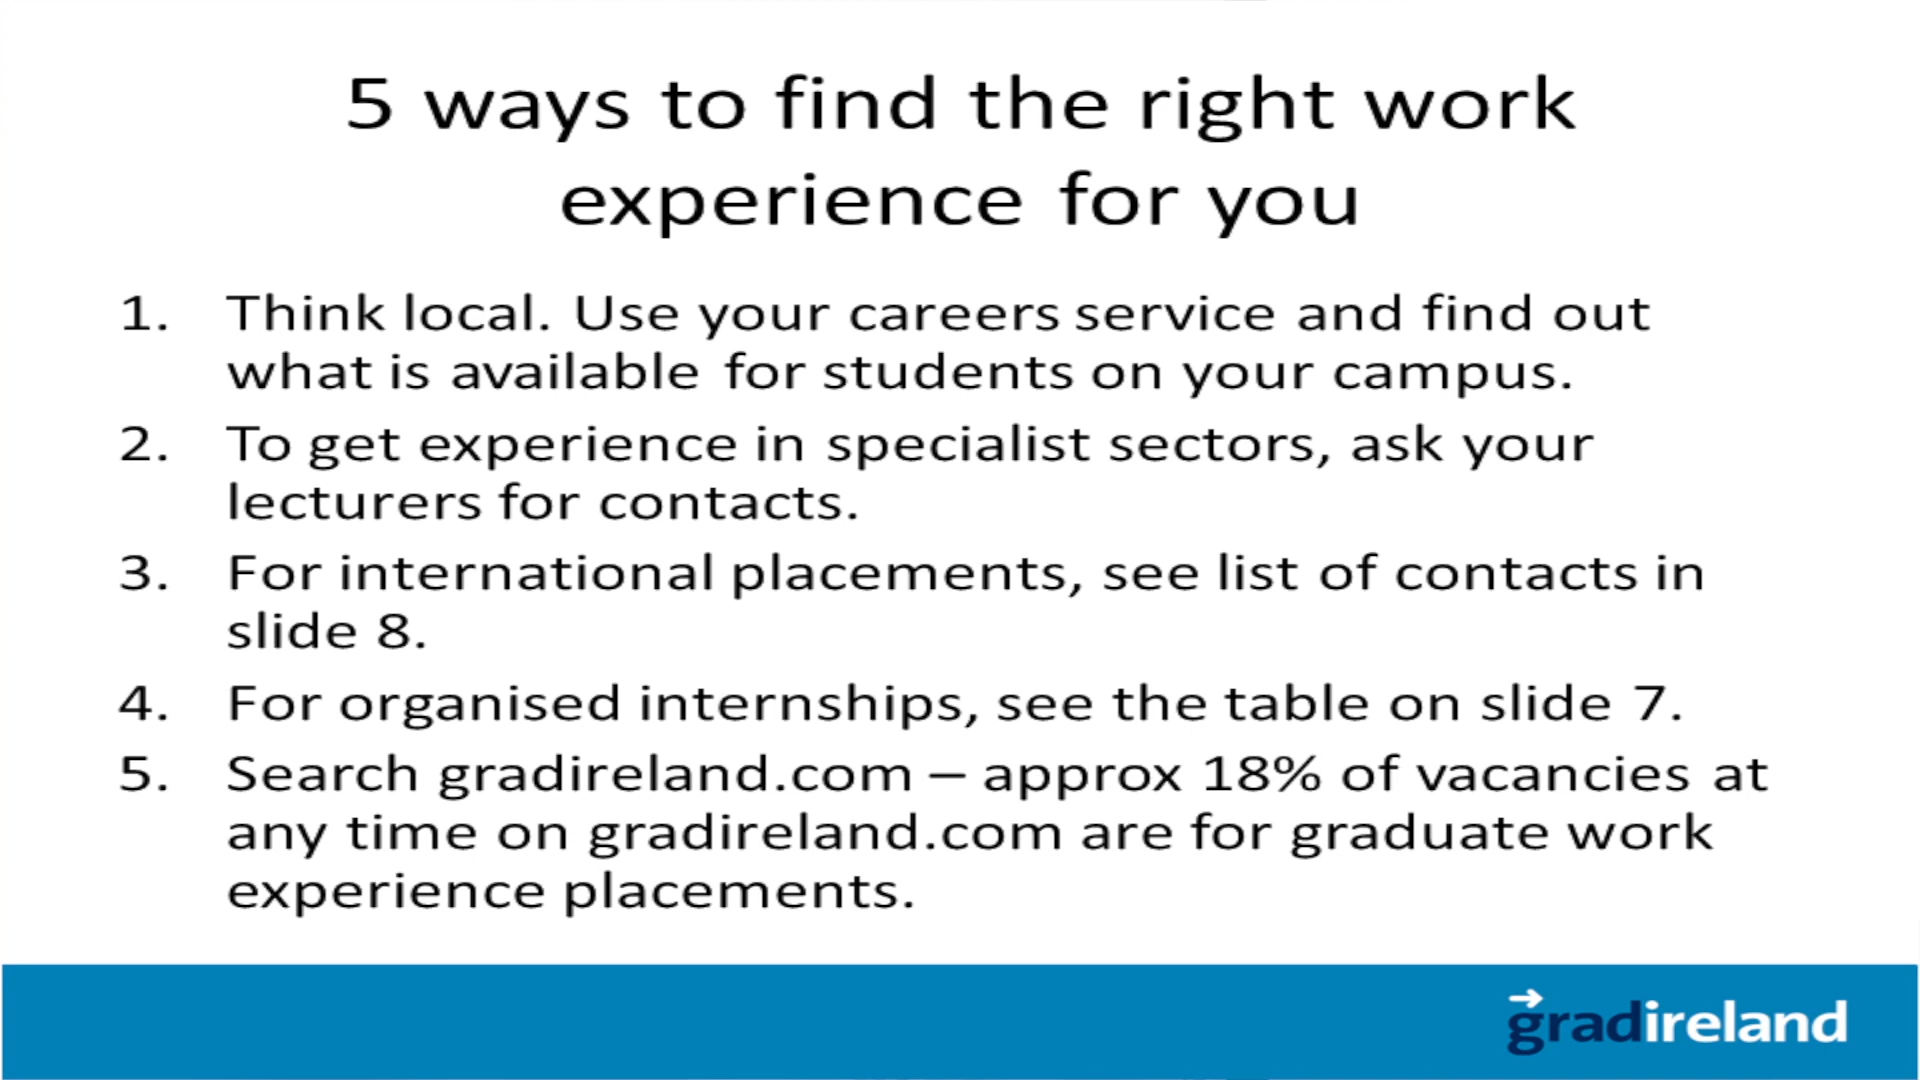 5 ways to find the right work
experience for you
1. Think local. Use your careers service and find out
what is available for students on your campus.
2. To get experience in specialist sectors, ask your
lecturers for contacts.
3. For international placements, see list of contacts in
slide 8.
4. For organised internships, see the table on slide 7.
5. Search gradireland.com – approx 18% of vacancies at
any time on gradireland.com are for graduate work
experience placements.
gradireland